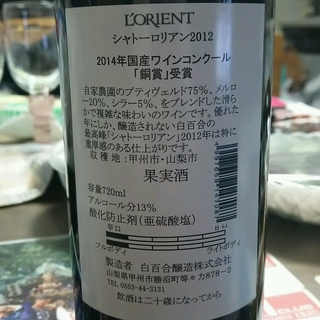 L'ORIENT
シャトーロリアン2012
2014年国産ワインコンクール
「銅賞」受賞
自家農園のプティヴェルド75%、メルロ
ー20%、シラー5%、をブレンドした滑ら
かで複雑な味わいのワインです。優れた
年にしか、醸造されない白百合の
最高峰「シャトーロリアン」2012年は特に
重厚感のある仕上がりです。
収穫地:甲州市・山梨市
果実酒
容量720ml
アルコール分13%
酸化防止剤(亜硫酸塩)
辛口
フルボディ
ライトボディ
製造者 白百合醸造株式会社
山梨県甲州市勝沼町等々力878-2
TEL 0553-44-3131
飲酒は二十歳になってから